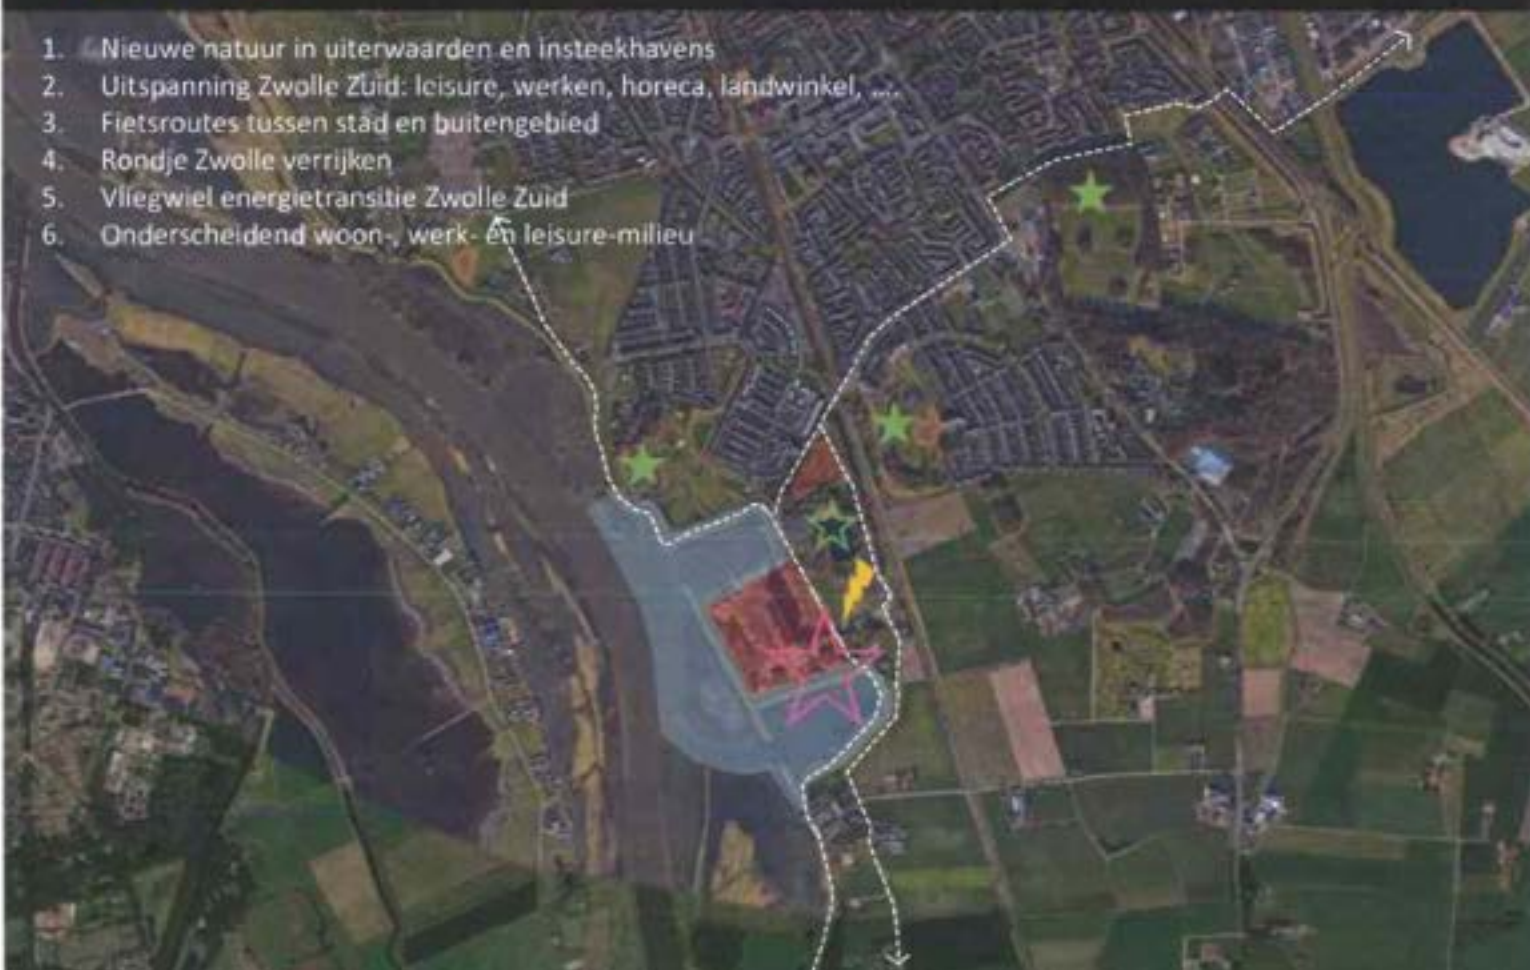 1. Nieuwe natuur in uiterwaarden en insteekhavens
2. Uitspanning Zwolle Zuid: leisure, werken, horeca, landwinkel, ....
3. Fietsroutes tussen stad en buitengebied
4. Rondje Zwolle verrijken
5. Vliegwiel energietransitie Zwolle Zuid
6. Onderscheidend woon-, werk- en leisure-milieu